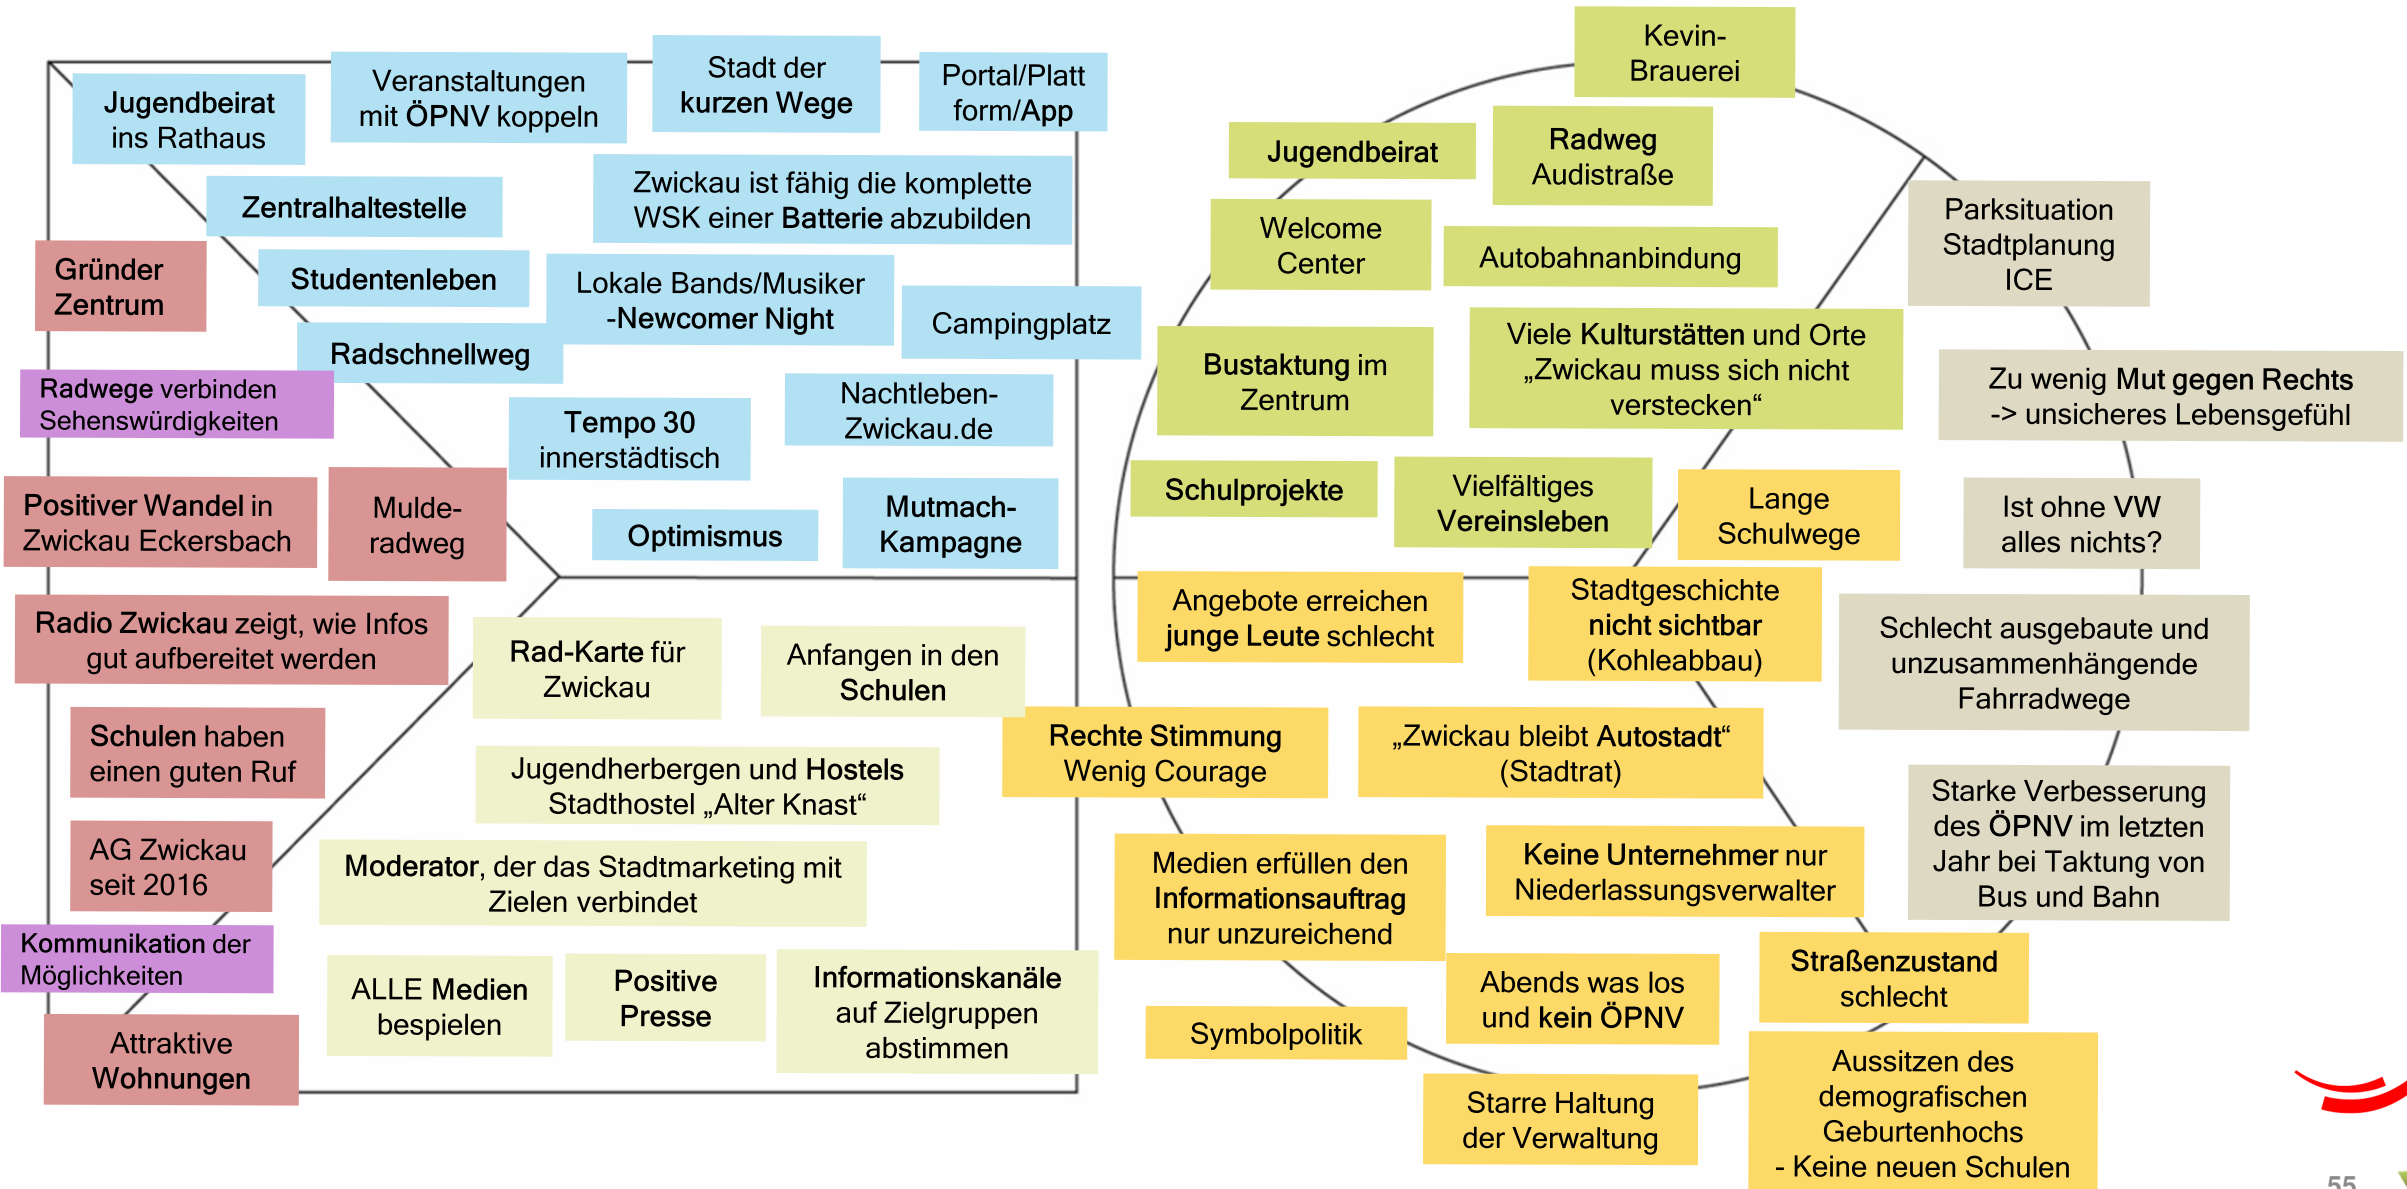 Jugendbeirat
ins Rathaus
Veranstaltungen
mit ÖPNV koppeln
Stadt der
kurzen Wege
Portal/Platt
form/App
Zentralhaltestelle
Zwickau ist fähig die komplette
WSK einer Batterie abzubilden
Gründer
Zentrum
Studentenleben
Lokale Bands/Musiker
-Newcomer Night
Campingplatz
Radschnellweg
Radwege verbinden
Sehenswürdigkeiten
Tempo 30
innerstädtisch
Nachtleben-
Zwickau.de
Positiver Wandel in
Zwickau Eckersbach
Mulde-
radweg
Optimismus
Mutmach-
Kampagne
Radio Zwickau zeigt, wie Infos
gut aufbereitet werden
Rad-Karte für
Zwickau
Anfangen in den
Schulen
Schulen haben
einen guten Ruf
Jugendherbergen und Hostels
Stadthostel „Alter Knast“
AG Zwickau
seit 2016
Moderator, der das Stadtmarketing mit
Zielen verbindet
Kommunikation der
Möglichkeiten
ALLE Medien
bespielen
Positive
Presse
Informationskanäle
auf Zielgruppen
abstimmen
Attraktive
Wohnungen
Kevin-
Brauerei
Jugendbeirat
Radweg
Audistraße
Welcome
Center
Autobahnanbindung
Bustaktung im
Zentrum
Viele Kulturstätten und Orte
„Zwickau muss sich nicht
verstecken“
Schulprojekte
Vielfältiges
Vereinsleben
Parksituation
Stadtplanung
ICE
Zu wenig Mut gegen Rechts
-> unsicheres Lebensgefühl
Ist ohne VW
alles nichts?
Schlecht ausgebaute und
unzusammenhängende
Fahrradwege
Starke Verbesserung
des ÖPNV im letzten
Jahr bei Taktung von
Bus und Bahn
Lange
Schulwege
Angebote erreichen
junge Leute schlecht
Stadtgeschichte
nicht sichtbar
(Kohleabbau)
Rechte Stimmung
Wenig Courage
„Zwickau bleibt Autostadt“
(Stadtrat)
Medien erfüllen den
Informationsauftrag
nur unzureichend
Keine Unternehmer nur
Niederlassungsverwalter
Abends was los
und kein ÖPNV
Straßenzustand
schlecht
Symbolpolitik
Starre Haltung
der Verwaltung
Aussitzen des
demografischen
Geburtenhochs
- Keine neuen Schulen
55